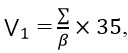 V₁ = Σ/β × 35,